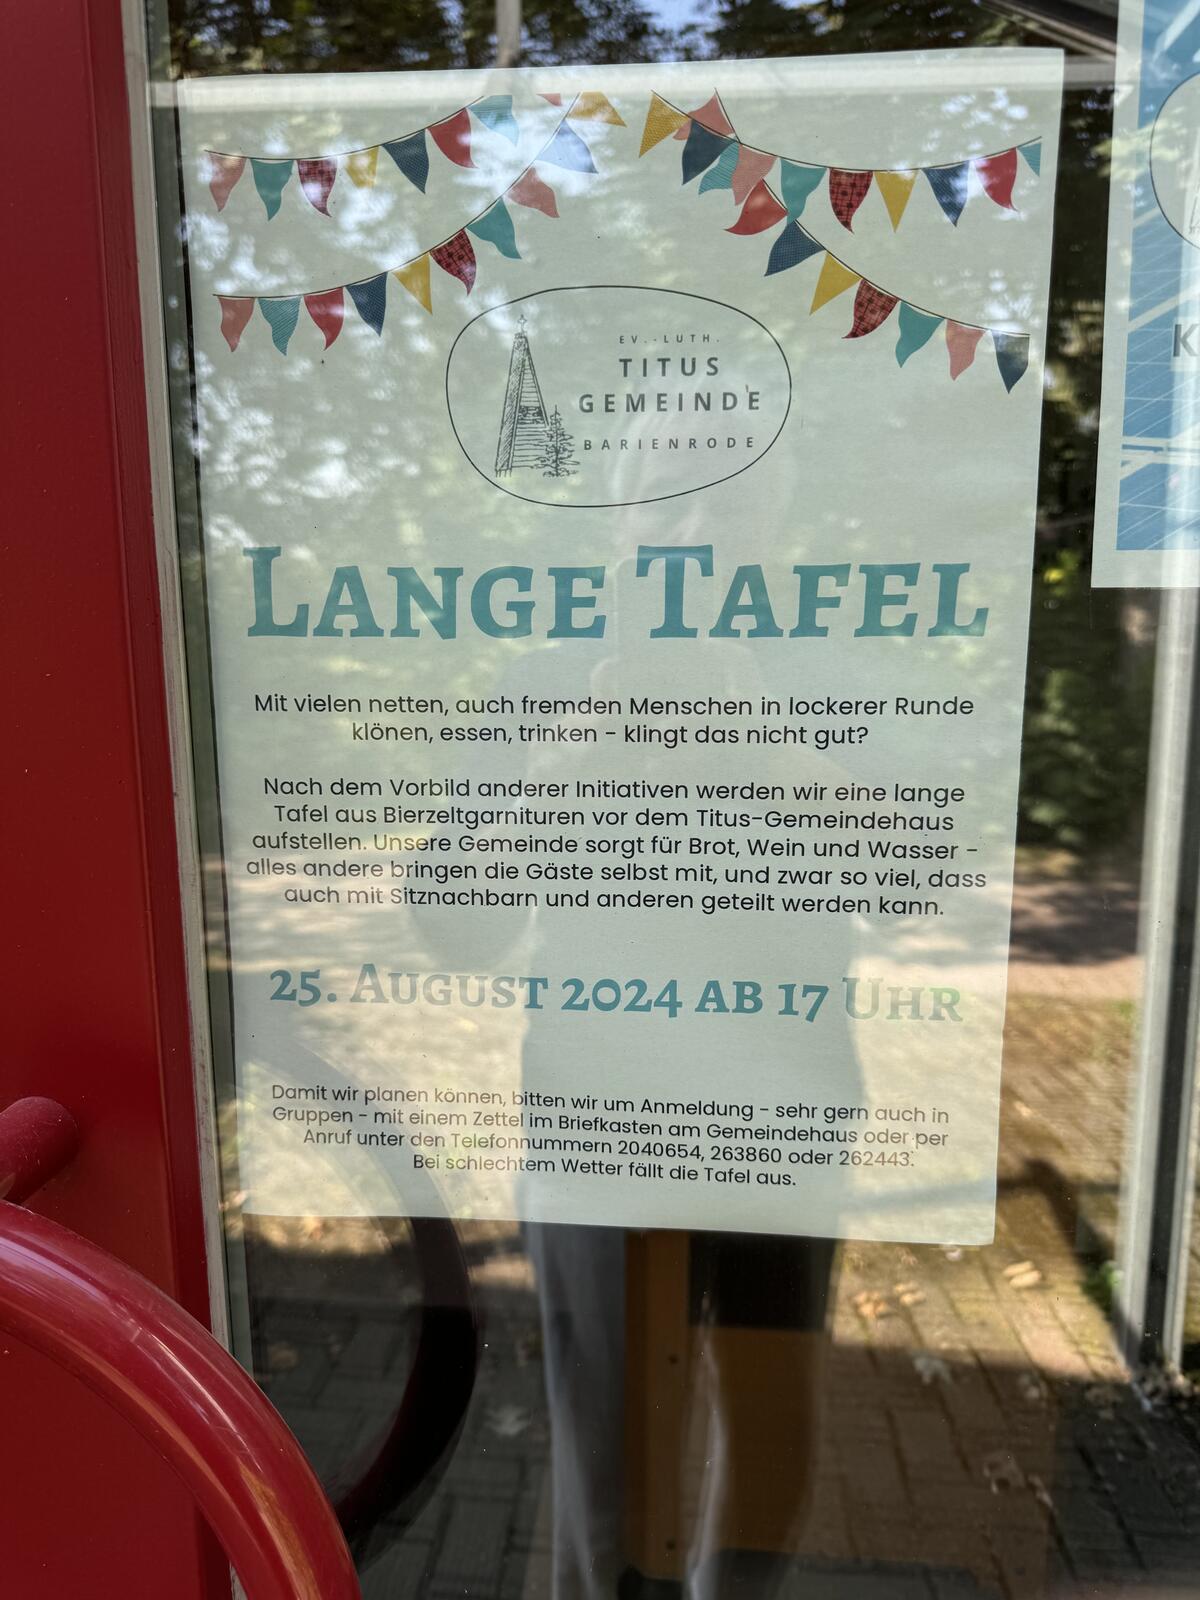 EV.-LUTH.
TITUS
GEMEINDE
BARIENRODE
LANGE TAFEL
Mit vielen netten, auch fremden Menschen in lockerer Runde
klönen, essen, trinken - klingt das nicht gut?
Nach dem Vorbild anderer Initiativen werden wir eine lange
Tafel aus Bierzeltgarnituren vor dem Titus-Gemeindehaus
aufstellen. Unsere Gemeinde sorgt für Brot, Wein und Wasser -
alles andere bringen die Gäste selbst mit, und zwar so viel, dass
auch mit Sitznachbarn und anderen geteilt werden kann.
25. AUGUST 2024 AB 17 UHR
Damit wir planen können, bitten wir um Anmeldung - sehr gern auch in
Gruppen - mit einem Zettel im Briefkasten am Gemeindehaus oder per
Anruf unter den Telefonnummern 2040654, 263860 oder 262443.
Bei schlechtem Wetter fällt die Tafel aus.
K